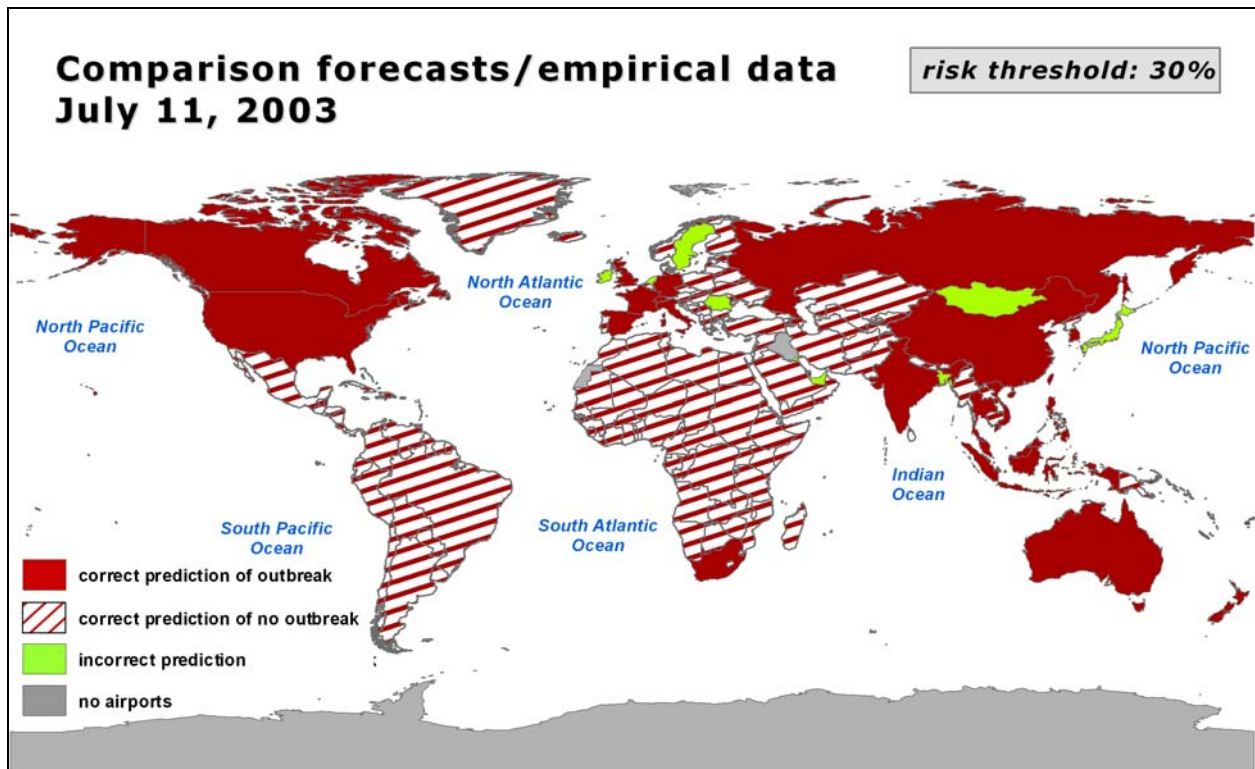 Comparison forecasts/empirical data
July 11, 2003
risk threshold: 30%
North Atlantic
Ocean
North Pacific
Ocean
North Pacific
Ocean
Indian
Ocean
South Pacific
Ocean
South Atlantic
Ocean
correct prediction of outbreak
correct prediction of no outbreak
incorrect prediction
no airports